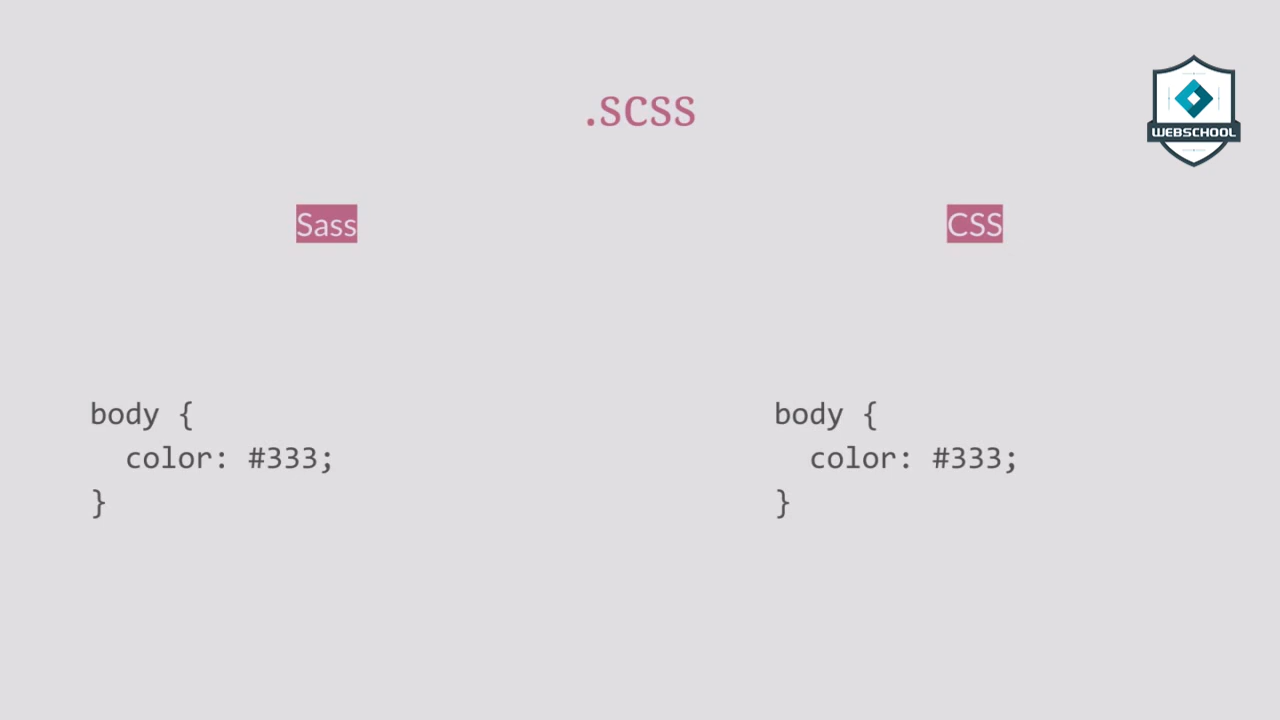 .scss
WEBSCHOOL
Sass
CSS
body {
  color: #333;
}
body {
  color: #333;
}